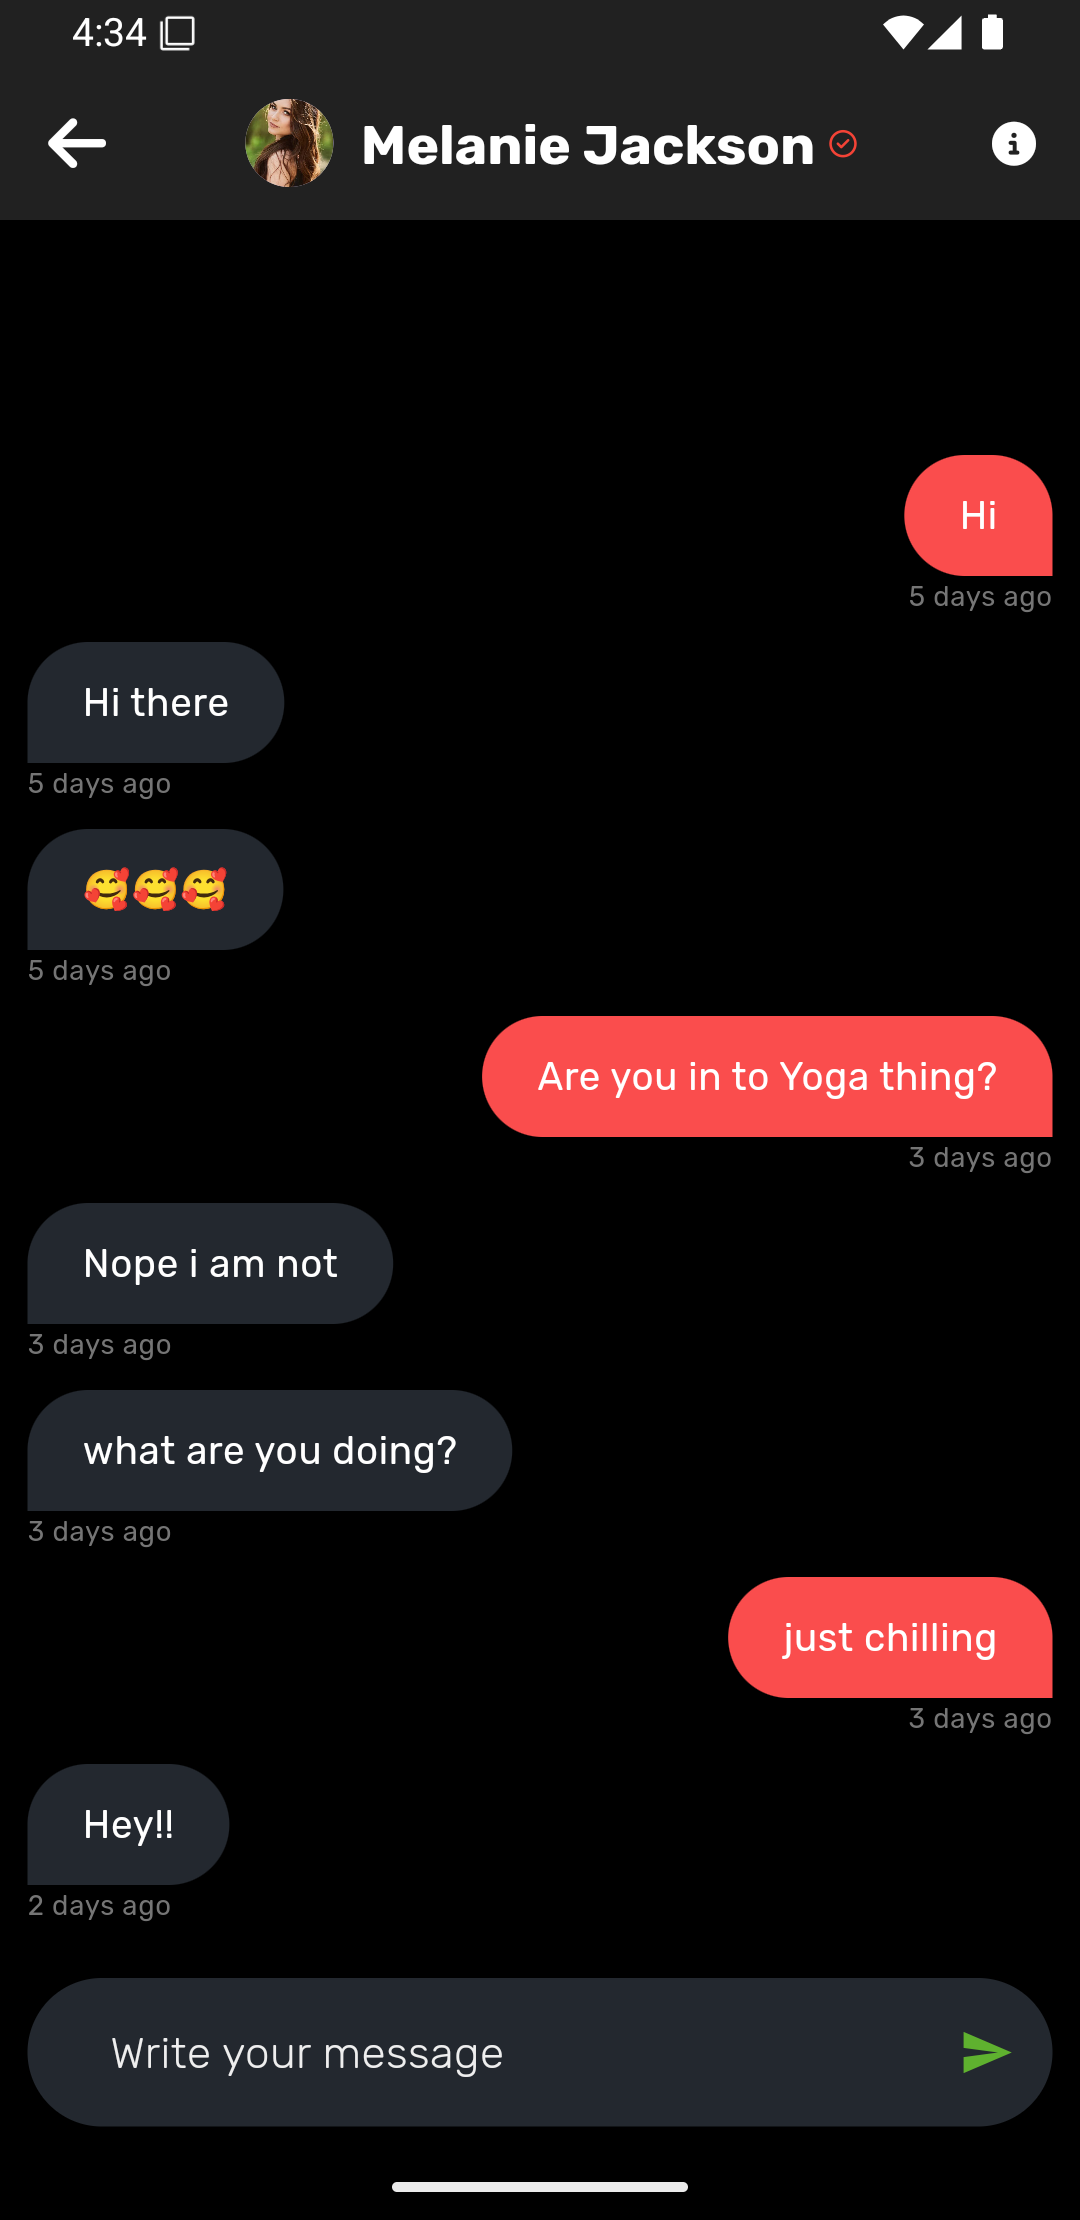 4:34
Melanie Jackson
Hi
5 days ago
Hi there
5 days ago
🥰🥰🥰
5 days ago
Are you in to Yoga thing?
3 days ago
Nope i am not
3 days ago
what are you doing?
3 days ago
just chilling
3 days ago
Hey!!
2 days ago
Write your message